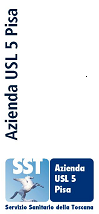 Azienda USL 5 Pisa
SST
Azienda
USL 5
Pisa
Servizio Sanitario della Toscana